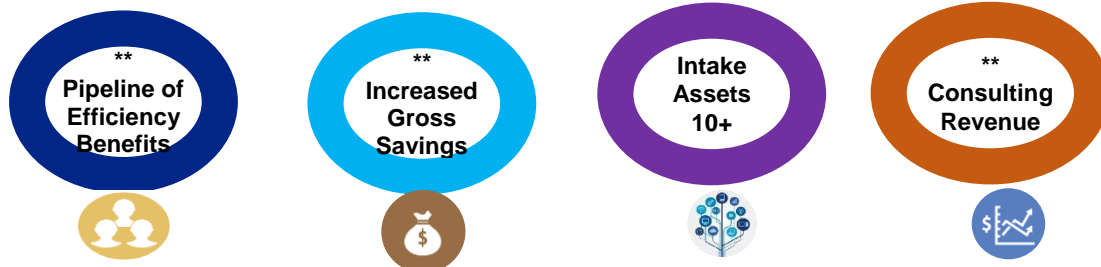 **
Pipeline of
Efficiency
Benefits
**
Increased
Gross
Savings
Intake
Assets
10+
**
Consulting
Revenue
$
$